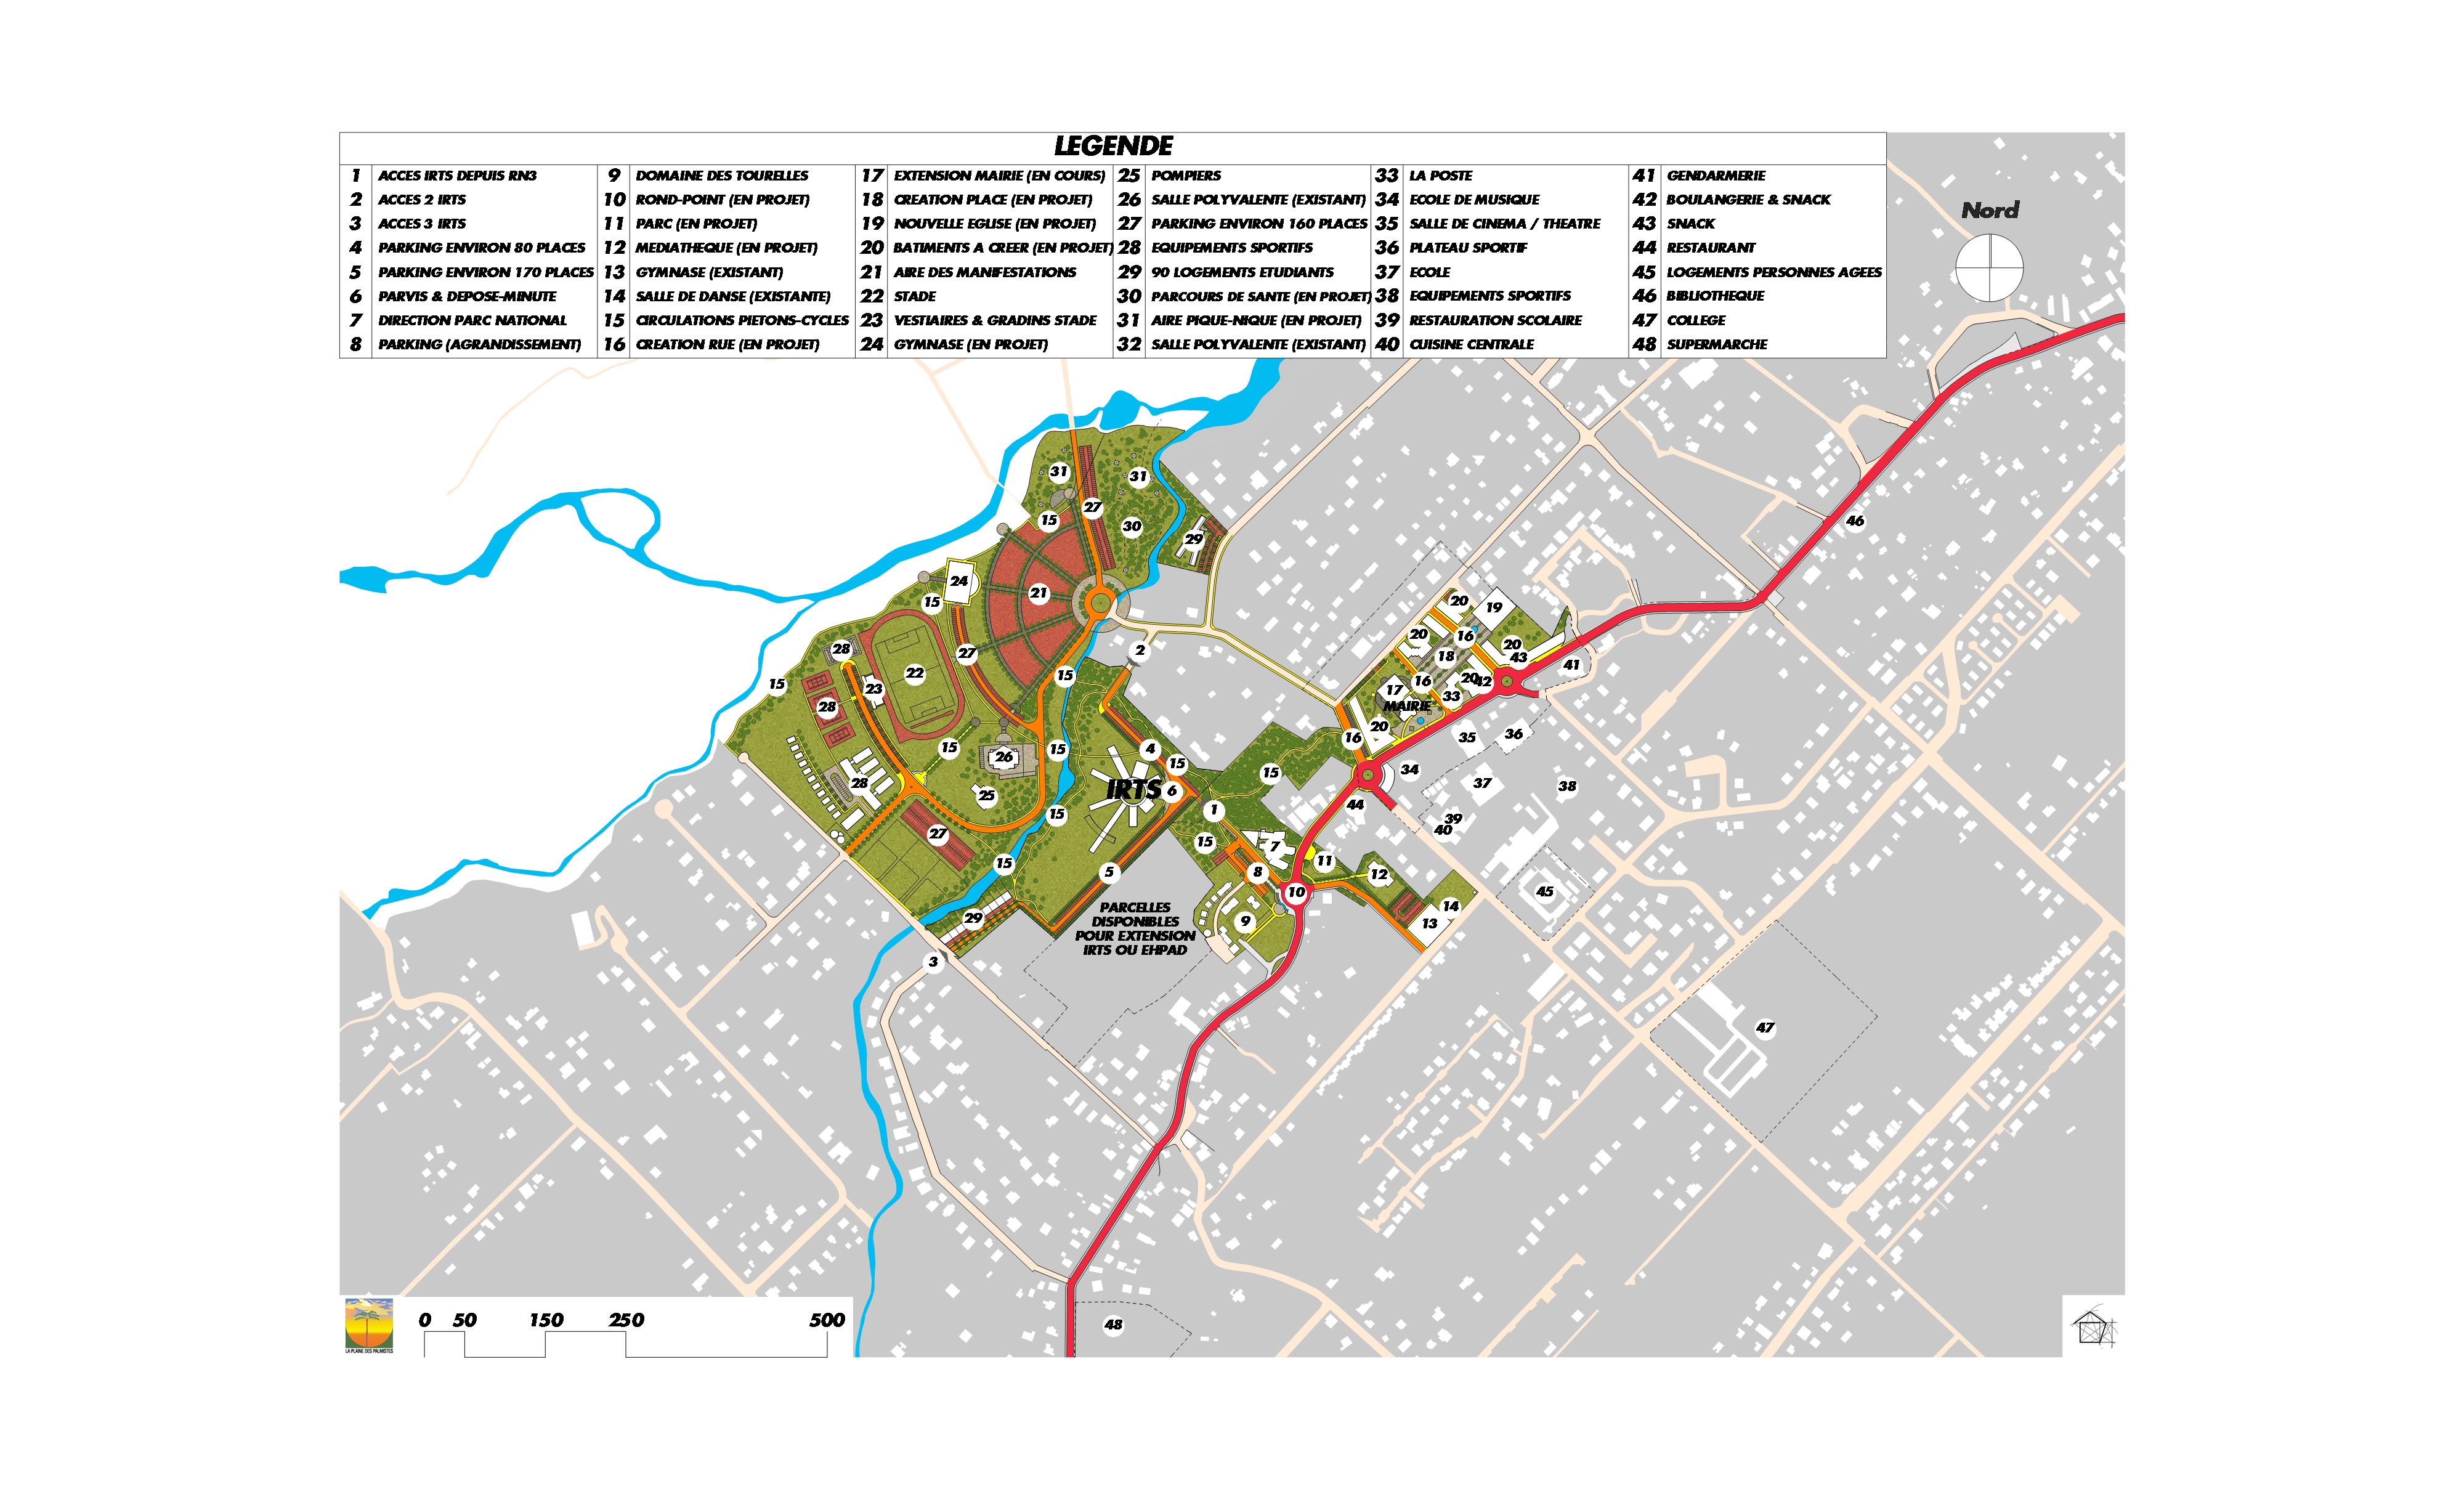 LEGENDE
1 ACCES IRTS DEPUIS RN3
2 ACCES 2 IRTS
3 ACCES 3 IRTS
4 PARKING ENVIRON 80 PLACES
5 PARKING ENVIRON 170 PLACES
6 PARVIS & DEPOSE-MINUTE
7 DIRECTION PARC NATIONAL
8 PARKING (AGRANDISSEMENT)
9 DOMAINE DES TOURELLES
10 ROND-POINT (EN PROJET)
11 PARC (EN PROJET)
12 MEDIATHEQUE (EN PROJET)
13 GYMNASE (EXISTANT)
14 SALLE DE DANSE (EXISTANTE)
15 CIRCULATIONS PIETONS-CYCLES
16 CREATION RUE (EN PROJET)
17 EXTENSION MAIRIE (EN COURS)
18 CREATION PLACE (EN PROJET)
19 NOUVELLE EGLISE (EN PROJET)
20 BATIMENTS A CREER (EN PROJET)
21 AIRE DES MANIFESTATIONS
22 STADE
23 VESTIAIRES & GRADINS STADE
24 GYMNASE (EN PROJET)
25 POMPIERS
26 SALLE POLYVALENTE (EXISTANT)
27 PARKING ENVIRON 160 PLACES
28 EQUIPEMENTS SPORTIFS
29 90 LOGEMENTS ETUDIANTS
30 PARCOURS DE SANTE (EN PROJET)
31 AIRE PIQUE-NIQUE (EN PROJET)
32 SALLE POLYVALENTE (EXISTANT)
33 LA POSTE
34 ECOLE DE MUSIQUE
35 SALLE DE CINEMA / THEATRE
36 PLATEAU SPORTIF
37 ECOLE
38 EQUIPEMENTS SPORTIFS
39 RESTAURATION SCOLAIRE
40 CUISINE CENTRALE
41 GENDARMERIE
42 BOULANGERIE & SNACK
43 SNACK
44 RESTAURANT
45 LOGEMENTS PERSONNES AGEES
46 BIBLIOTHEQUE
47 COLLEGE
48 SUPERMARCHE
Nord
31
31
27
15
30
46
29
24
21
15
20
19
20
16
20
28
27
2
18
43
41
15
22
15
23
17
16
20
42
28
MAIRIE
33
20
15
15
16
35
36
26
4
15
15
34
28
25
IRTS
6
37
38
1
44
15
39
27
40
15
7
15
11
5
8
12
10
45
PARCELLES
DISPONIBLES
POUR EXTENSION
IRTS OU EHPAD
29
9
14
13
3
47
48
LA PLAINE DES PALMISTES
0 50 150 250 500